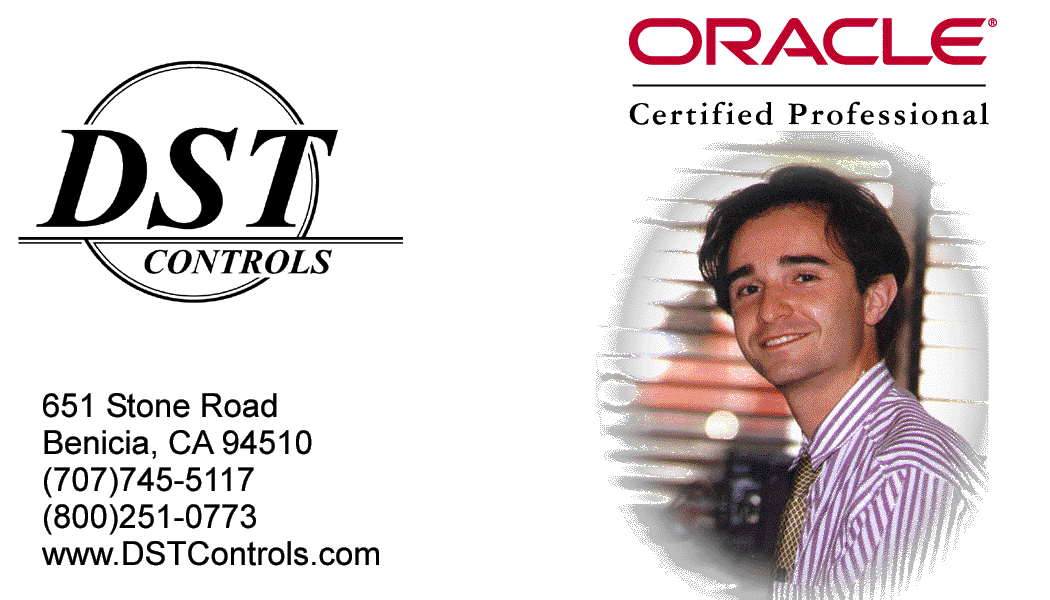 DST
CONTROLS
651 Stone Road
Benicia, CA 94510
(707)745-5117
(800)251-0773
www.DSTControls.com
ORACLE®
Certified Professional